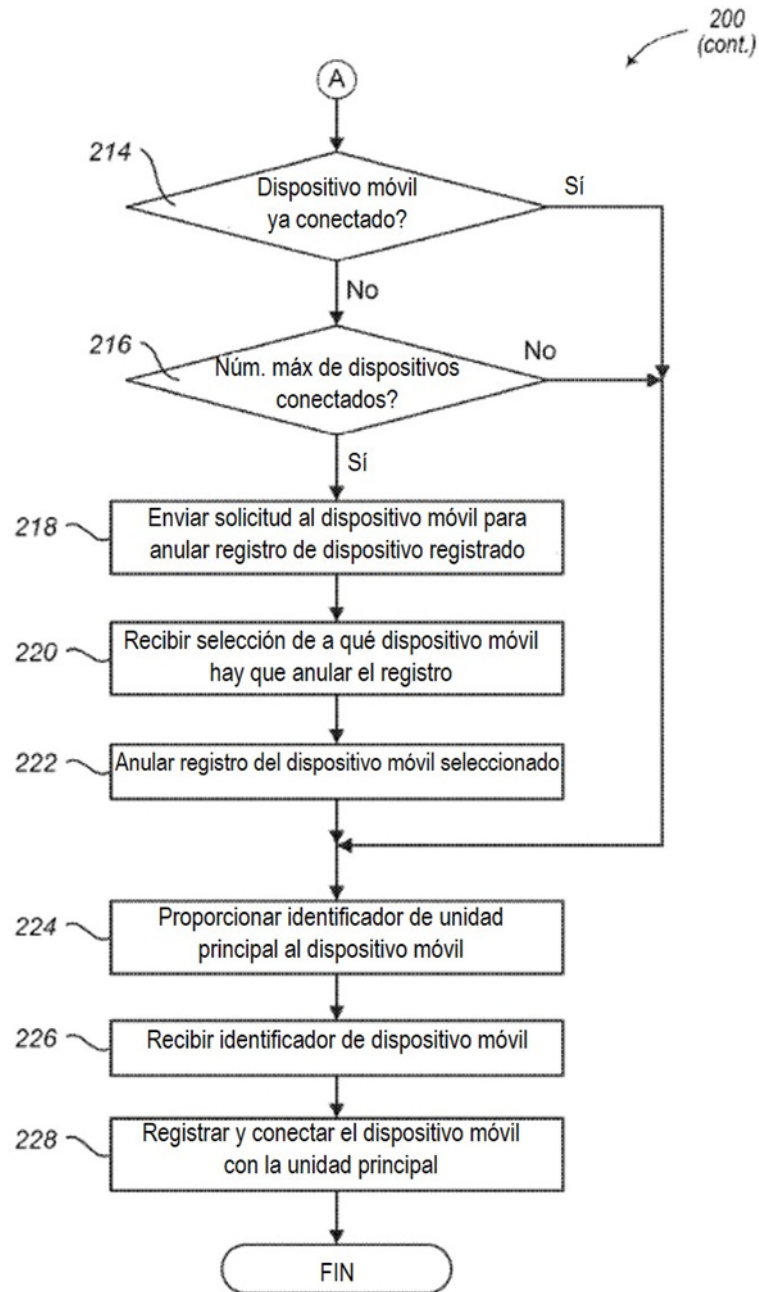 200
(cont.)
A
214
Dispositivo móvil
ya conectado?
Sí
No
216
Núm. máx de dispositivos
conectados?
No
Sí
218
Enviar solicitud al dispositivo móvil para
anular registro de dispositivo registrado
220
Recibir selección de a qué dispositivo móvil
hay que anular el registro
222
Anular registro del dispositivo móvil seleccionado
224
Proporcionar identificador de unidad
principal al dispositivo móvil
226
Recibir identificador de dispositivo móvil
228
Registrar y conectar el dispositivo móvil
con la unidad principal
FIN